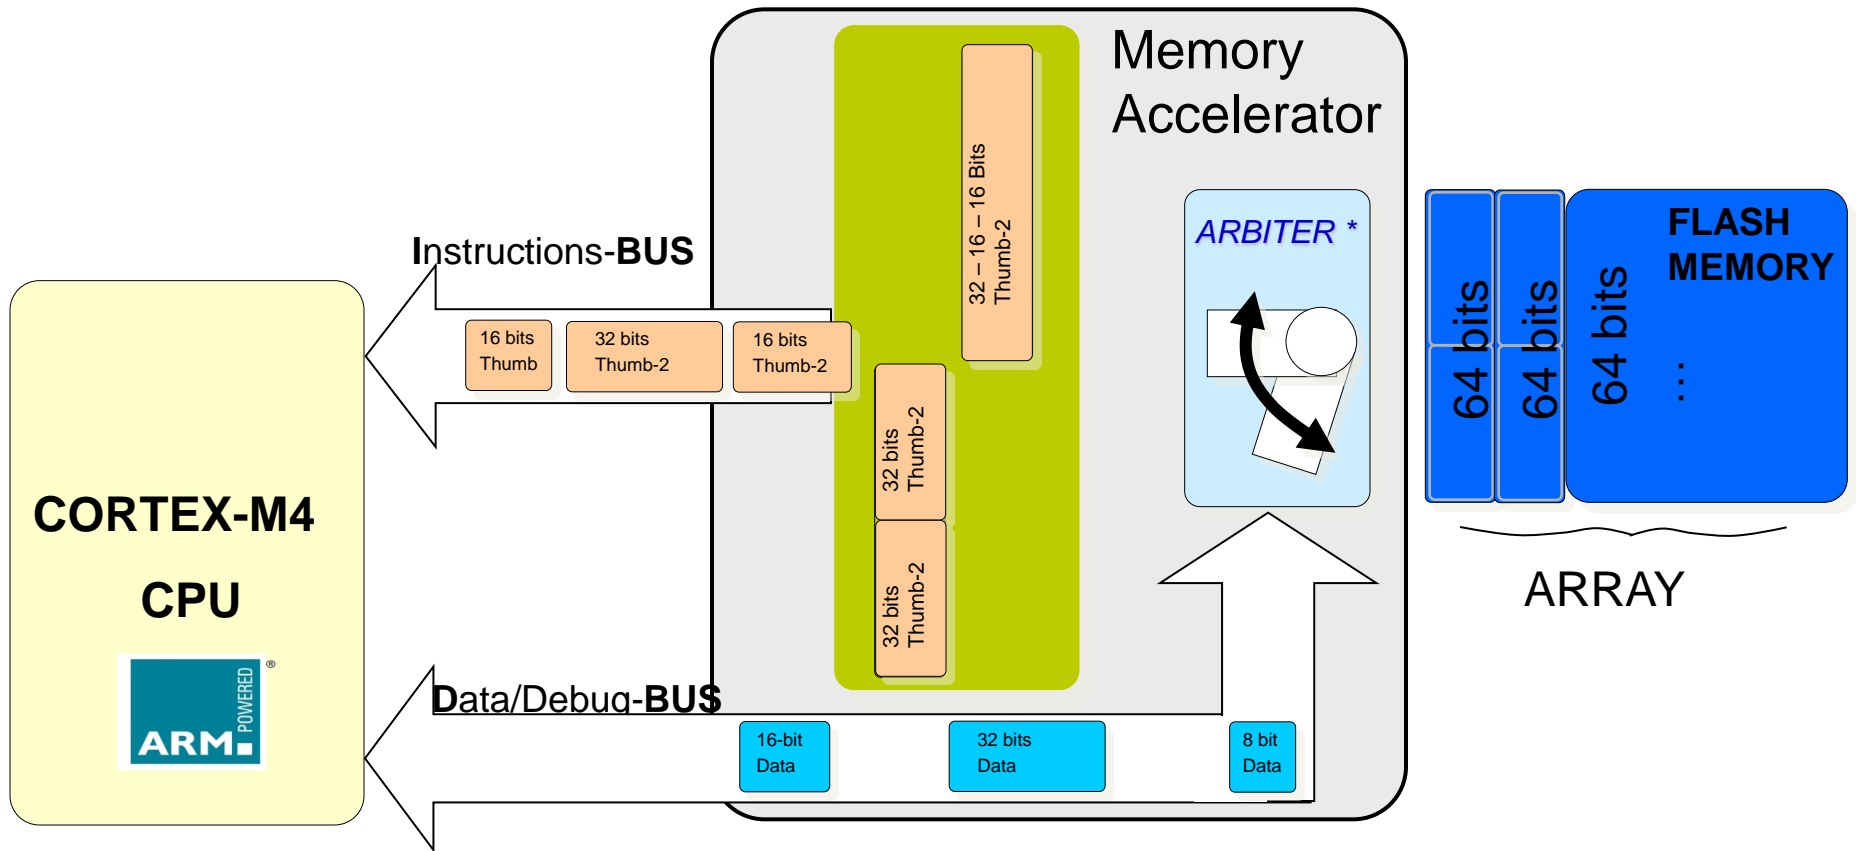 Memory
Accelerator
32 – 16 – 16 – 16 Bits
Thumb-2
ARBITER *
FLASH
MEMORY
64 bits
64 bits
64 bits
...
Instructions-BUS
16 bits
Thumb
32 bits
Thumb-2
16 bits
Thumb-2
32 bits
Thumb-2
32 bits
Thumb-2
CORTEX-M4
CPU
ARM
POWERED
®
ARRAY
Data/Debug-BUS
16-bit
Data
32 bits
Data
8 bit
Data